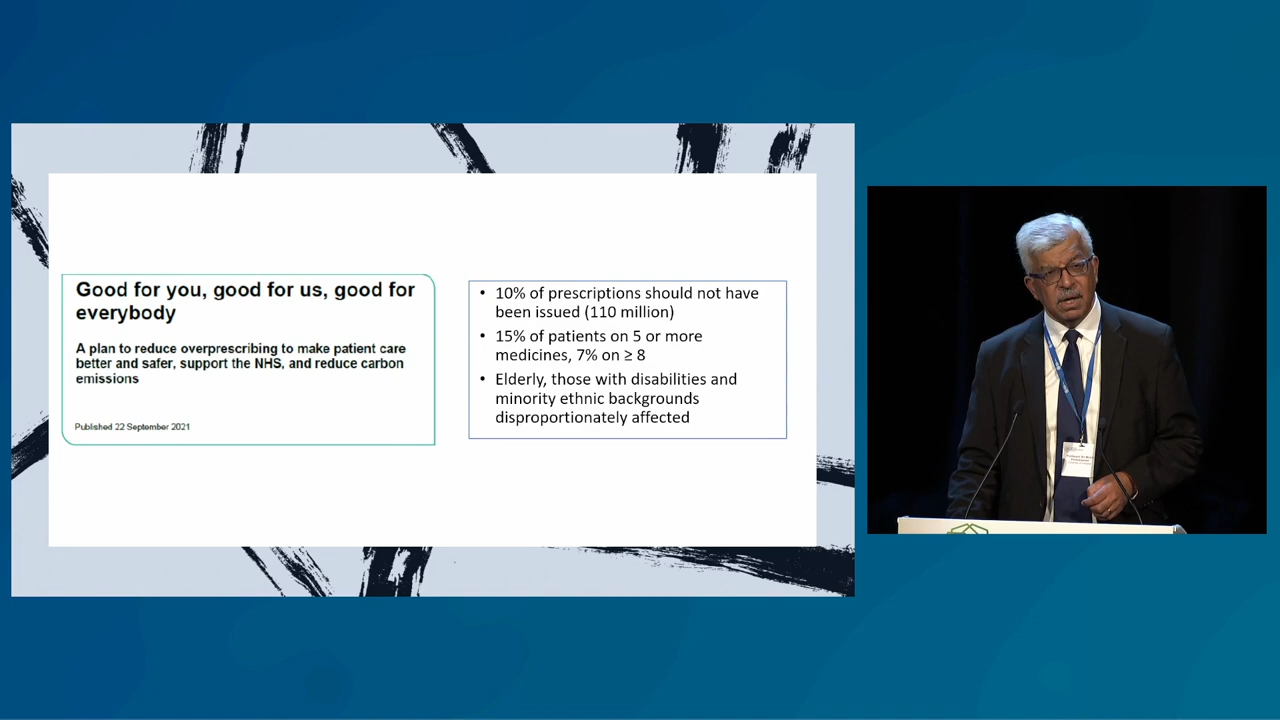 Good for you, good for us, good for
everybody
A plan to reduce overprescribing to make patient care
better and safer, support the NHS, and reduce carbon
emissions
Published 22 September 2021
• 10% of prescriptions should not have
been issued (110 million)
• 15% of patients on 5 or more
medicines, 7% on ≥ 8
• Elderly, those with disabilities and
minority ethnic backgrounds
disproportionately affected